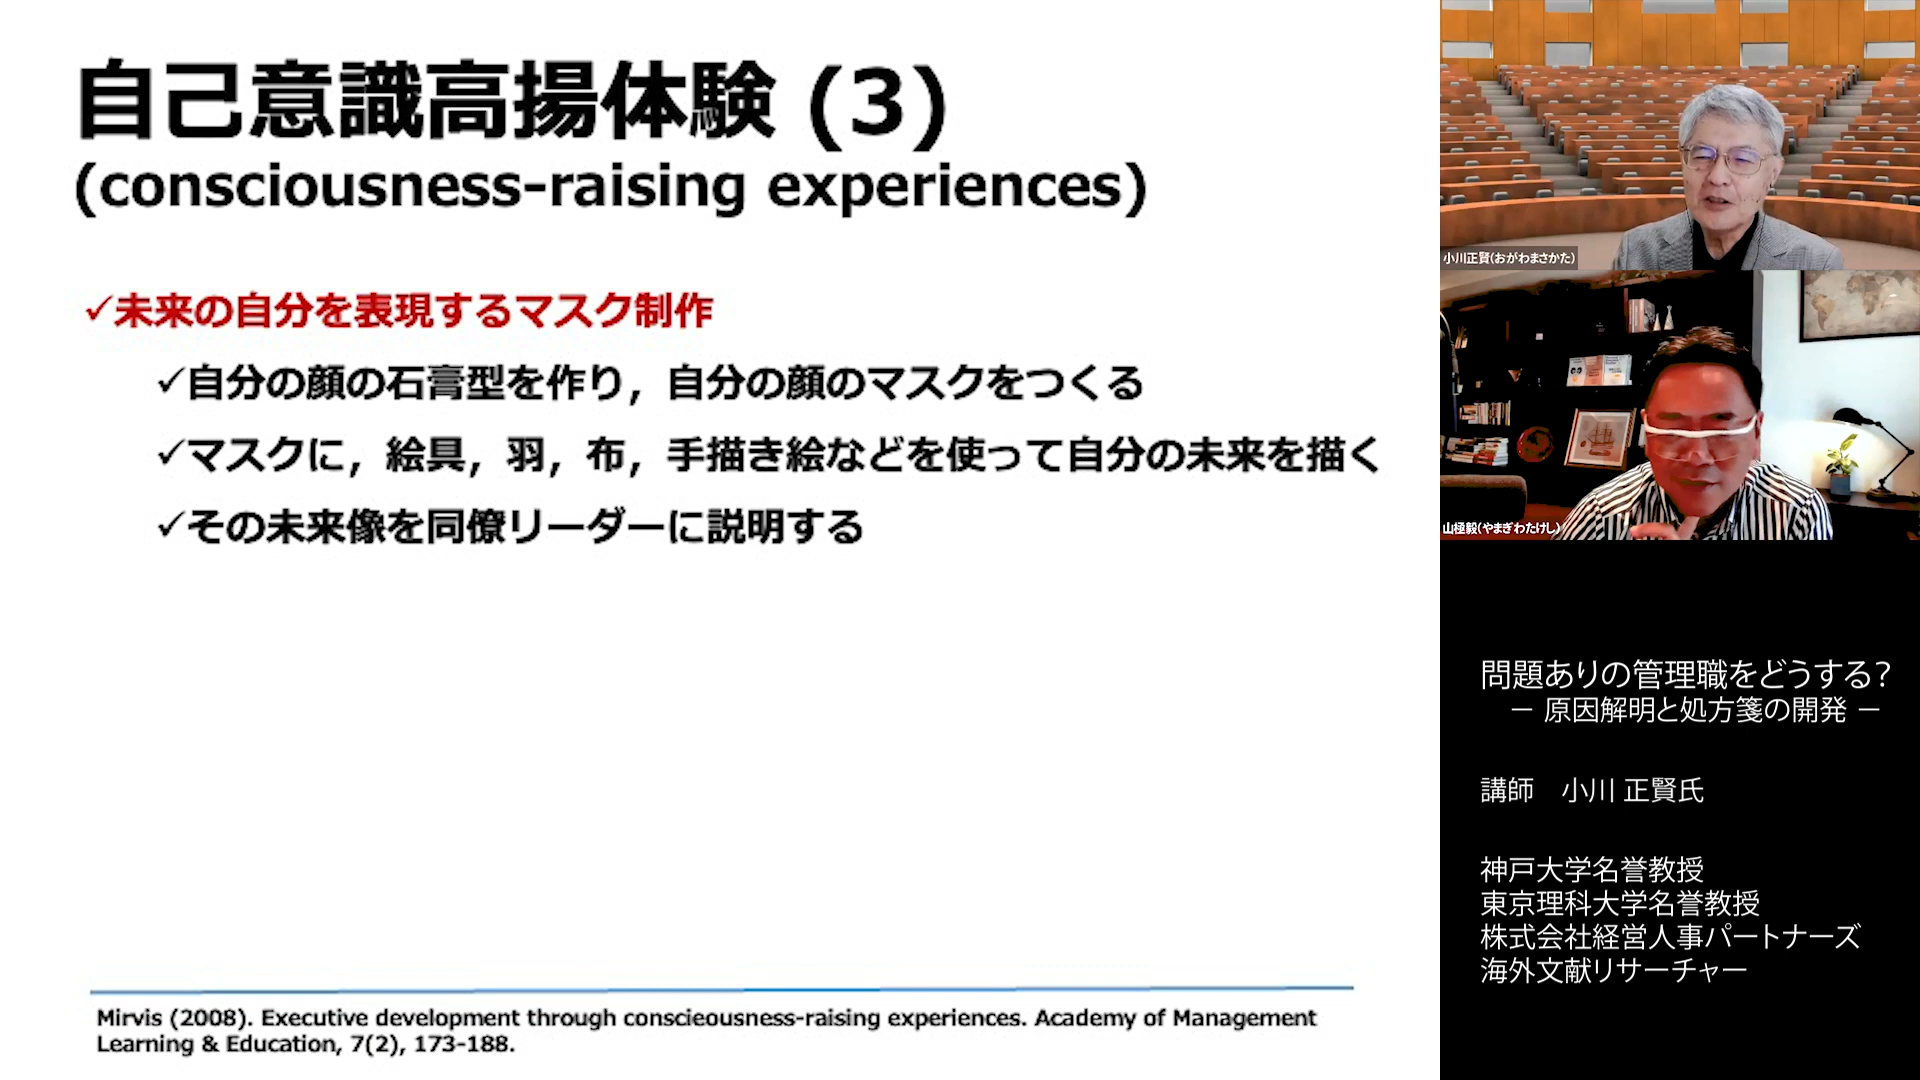 自己意識高揚体験 (3)
(consciousness-raising experiences)
✓未来の自分を表現するマスク制作
✓自分の顔の石膏型を作り，自分の顔のマスクをつくる
✓マスクに，絵具，羽，布，手描き絵などを使って自分の未来を描く
✓その未来像を同僚リーダーに説明する
Mirvis (2008). Executive development through conscieousness-raising experiences. Academy of Management
Learning & Education, 7(2), 173-188.
小川正賢(おがわまさかた)
山極毅(やまぎわたけし)
問題ありの管理職をどうする？
－ 原因解明と処方箋の開発 －
講師　小川 正賢氏
神戸大学名誉教授
東京理科大学名誉教授
株式会社経営人事パートナーズ
海外文献リサーチャー